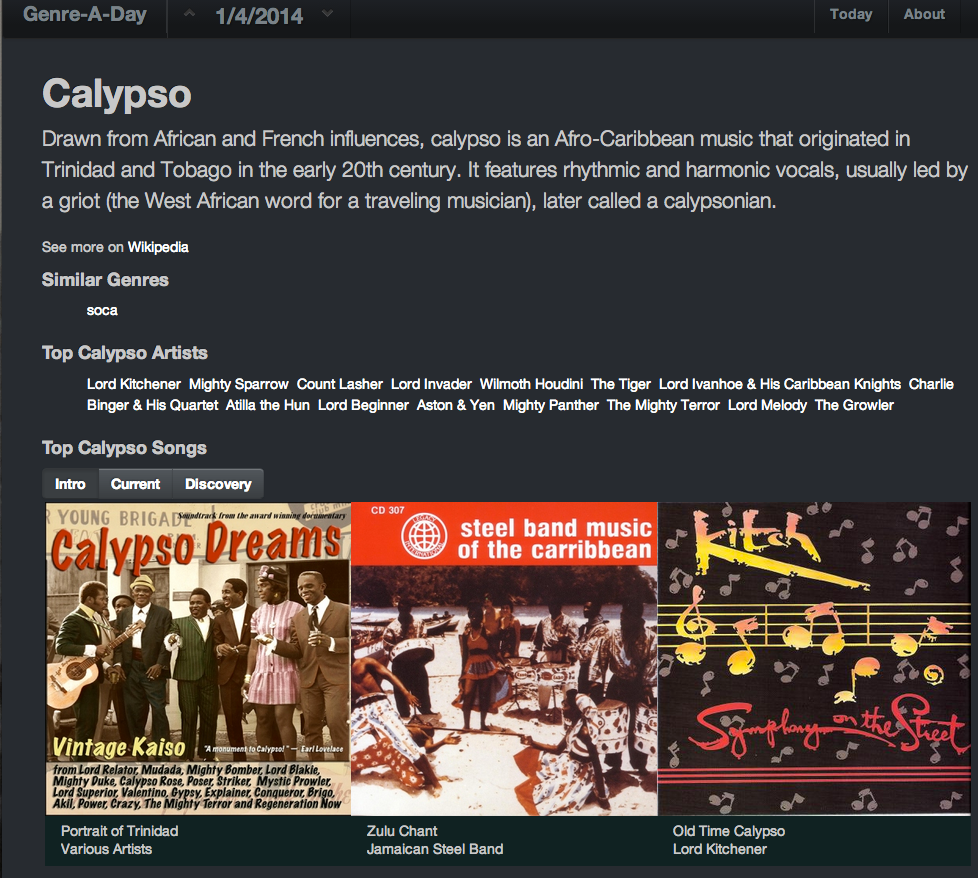 Genre-A-Day
1/4/2014
Today
About
Calypso
Drawn from African and French influences, calypso is an Afro-Caribbean music that originated in
Trinidad and Tobago in the early 20th century. It features rhythmic and harmonic vocals, usually led by
a griot (the West African word for a traveling musician), later called a calypsonian.
See more on Wikipedia
Similar Genres
soca
Top Calypso Artists
Lord Kitchener Mighty Sparrow Count Lasher Lord Invader Wilmoth Houdini The Tiger Lord Ivanhoe & His Caribbean Knights Charlie
Binger & His Quartet Atilla the Hun Lord Beginner Aston & Yen Mighty Panther The Mighty Terror Lord Melody The Growler
Top Calypso Songs
Intro
Current
Discovery
Soundtrack from the award winning documentary
YOUNG BRIGADE
Calypso Dreams
Vintage Kaiso
"A monument to Calypso!" — Earl Lovelace
from Lord Relator, Mudada, Mighty Bomber, Lord Blakie,
Mighty Duke, Calypso Rose, Poser, Striker, Mystic Prowler,
Lord Superior, Valentino, Gypsy, Explainer, Conqueror, Brigo,
Akil, Power, Crazy, The Mighty Terror and Regeneration Now
CD 307
LEGACY
INTERNATIONAL
steel band music
of the carribbean
Kitch
Symphony on the Street
Portrait of Trinidad
Various Artists
Zulu Chant
Jamaican Steel Band
Old Time Calypso
Lord Kitchener